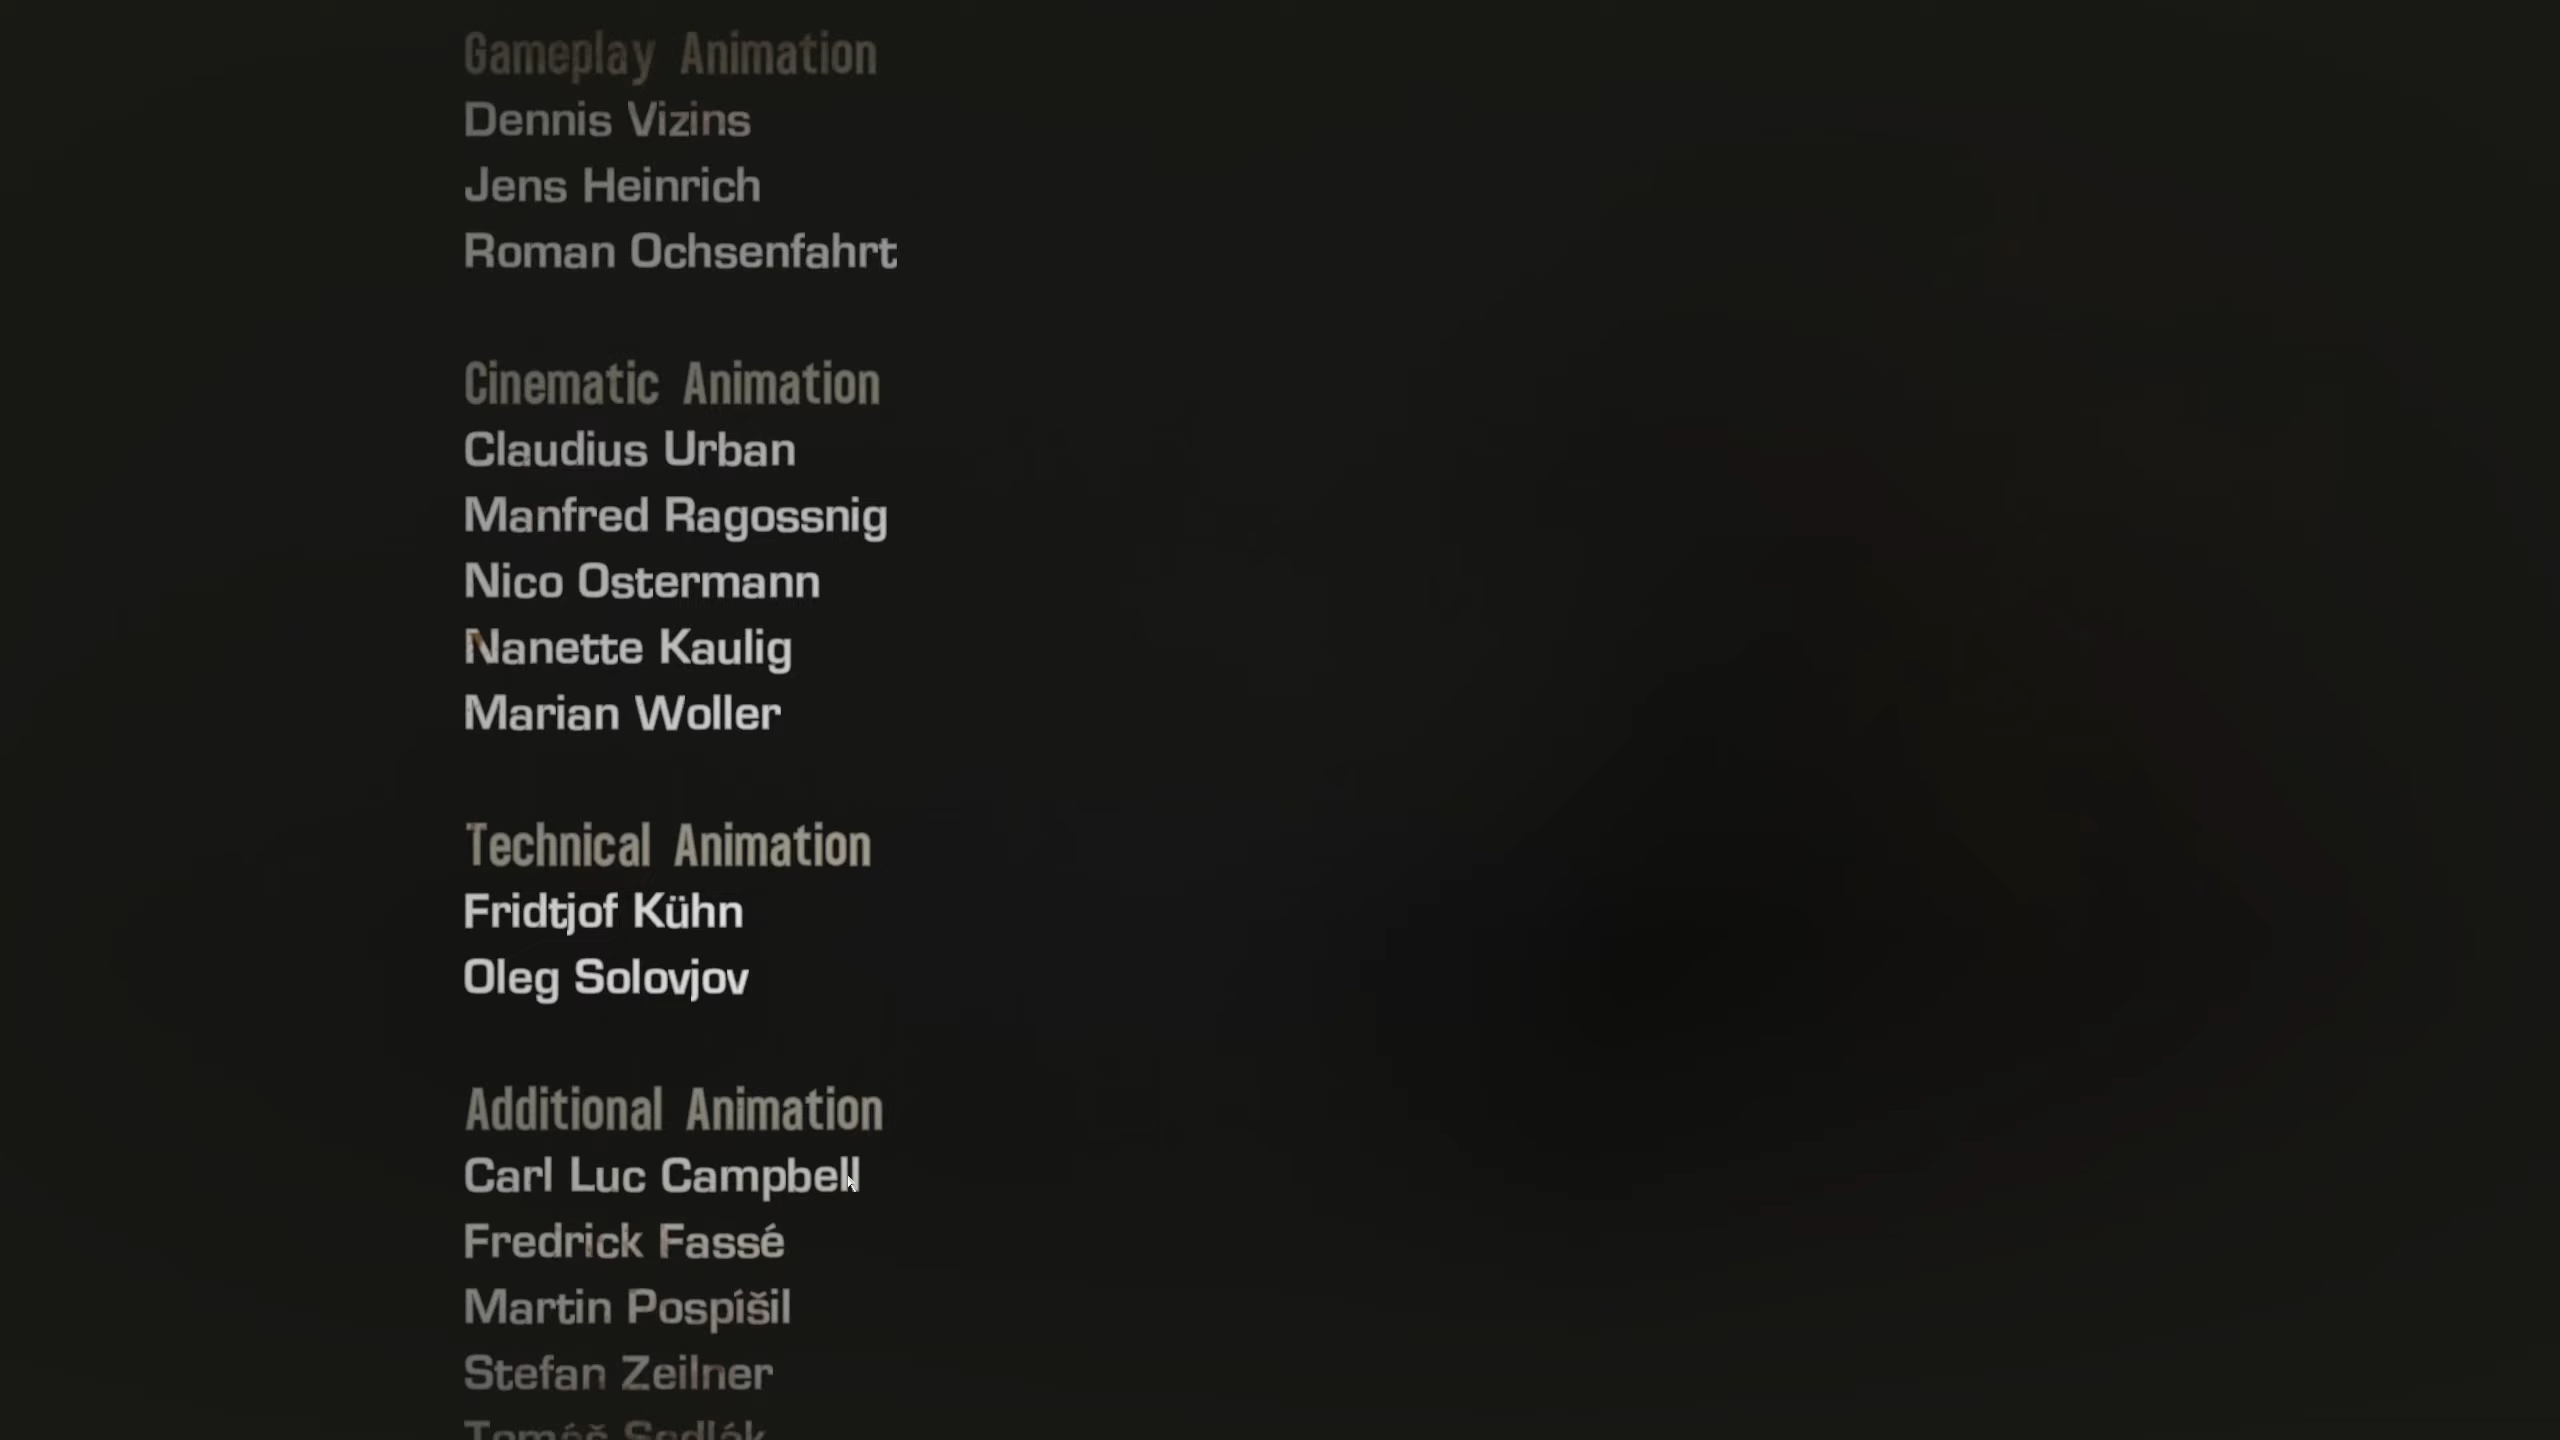 Gameplay Animation
Dennis Vizins
Jens Heinrich
Roman Ochsenfahrt
Cinematic Animation
Claudius Urban
Manfred Ragossnig
Nico Ostermann
Nanette Kaulig
Marian Woller
Technical Animation
Fridtjof Kühn
Oleg Solovjov
Additional Animation
Carl Luc Campbell
Fredrick Fassé
Martin Pospíšil
Stefan Zeilner
Tomáš